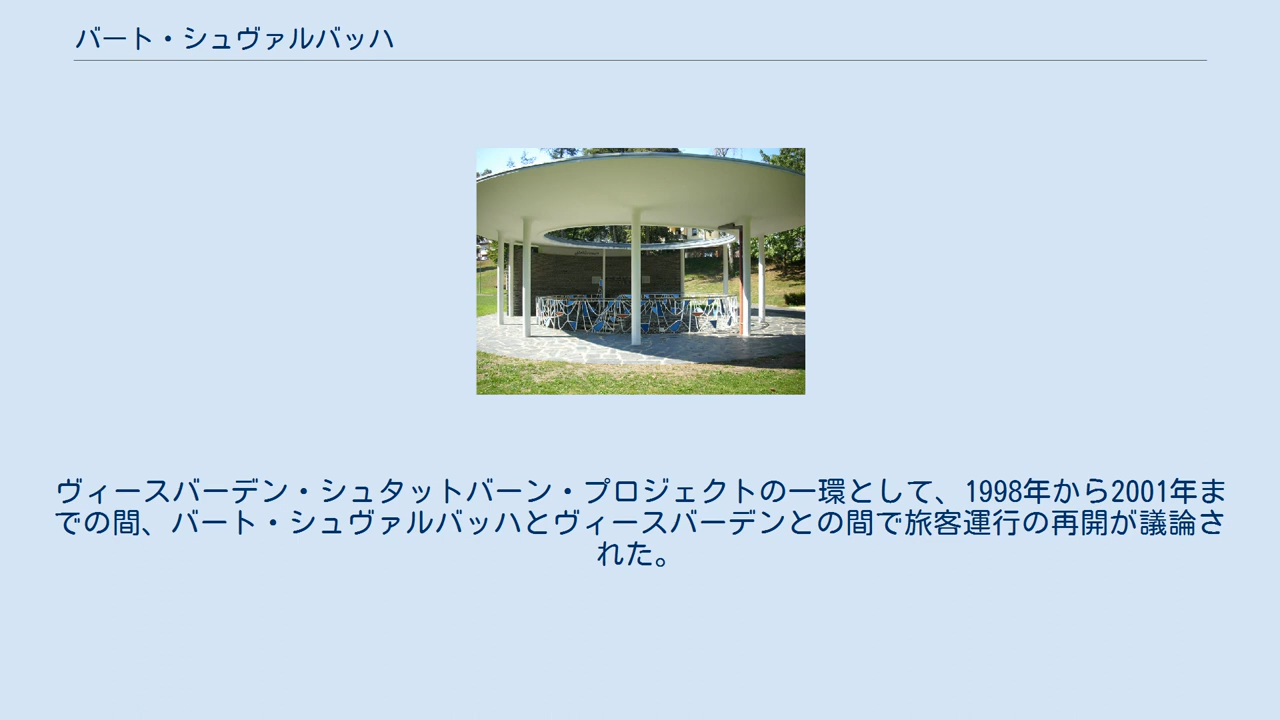 バート・シュヴァルバッハ
ヴィースバーデン・シュタットバーン・プロジェクトの一環として、1998年から2001年ま
での間、バート・シュヴァルバッハとヴィースバーデンとの間で旅客運行の再開が議論さ
れた。